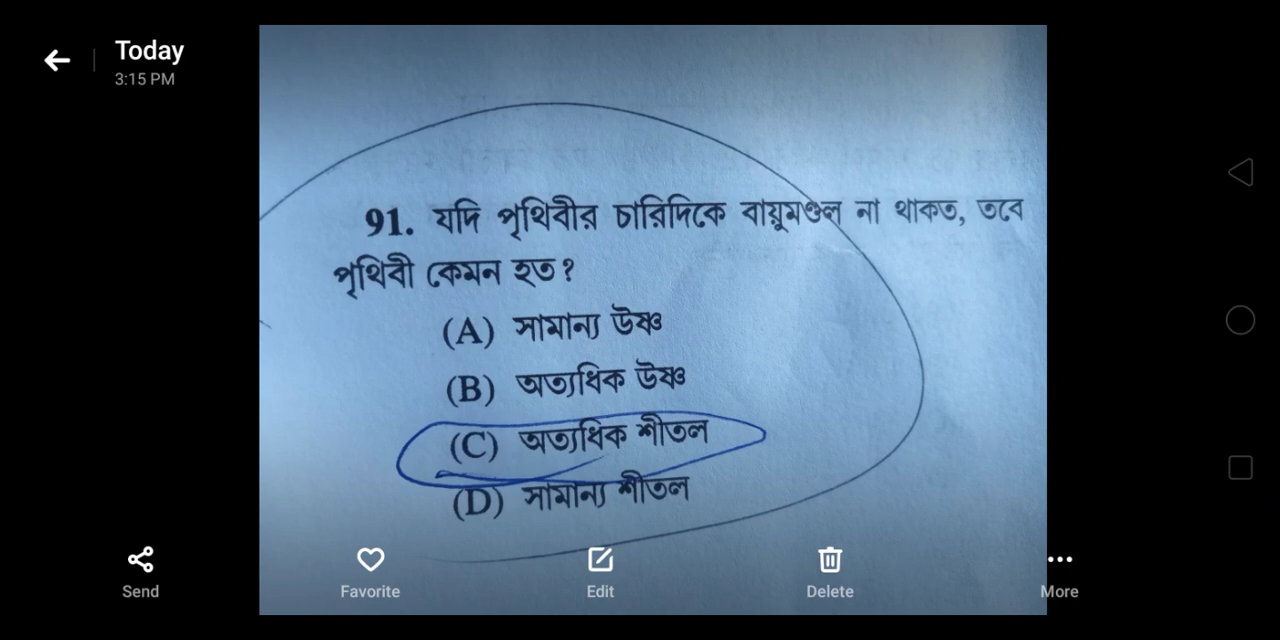 Today
3:15 PM
91. যদি পৃথিবীর চারিদিকে বায়ুমণ্ডল না থাকত, তবে
পৃথিবী কেমন হত?
(A) সামান্য উষ্ণ
(B) অত্যধিক উষ্ণ
(C) অত্যধিক শীতল
(D) সামান্য শীতল
Send
Favorite
Edit
Delete
More